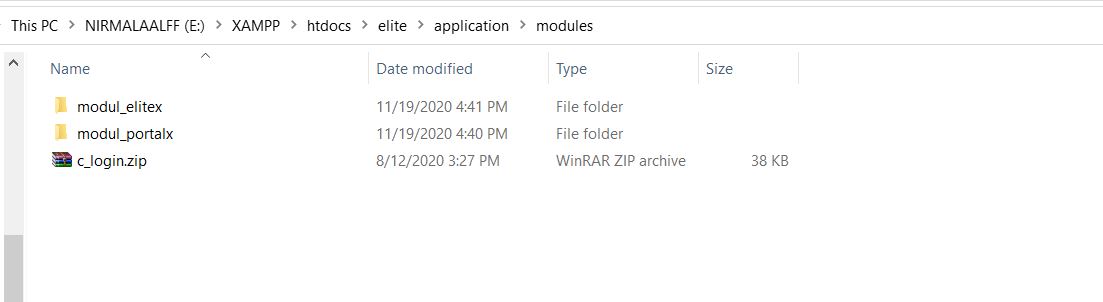 This PC > NIRMALAALFF (E:) > XAMPP > htdocs > elite > application > modules
Name Date modified Type Size
modul_elitex 11/19/2020 4:41 PM File folder
modul_portalx 11/19/2020 4:40 PM File folder
c_login.zip 8/12/2020 3:27 PM WinRAR ZIP archive 38 KB